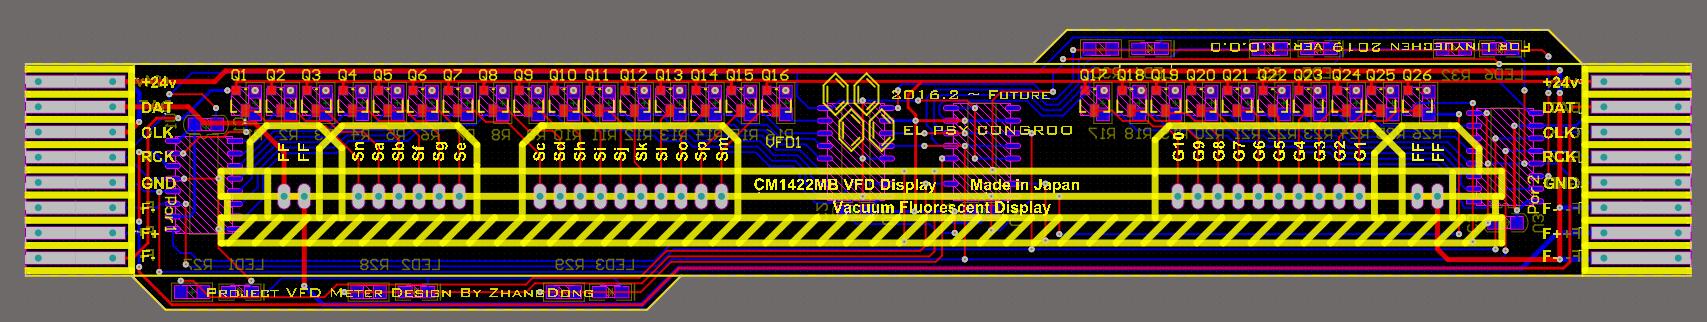 FOR LINYUECHEN 2019 VER: 1.0.0.0
Q1 Q2 Q3 Q4 Q5 Q6 Q7 Q8 Q9 Q10 Q11 Q12 Q13 Q14 Q15 Q16
Q17 Q18 Q19 Q20 Q21 Q22 Q23 Q24 Q25 Q26
+24v
DAT
CLK
RCK
GND
F-
F+
F-
Port1
2016.2 ~ Future
EL PSY CONGROO
VFD1
FF FF Sn Sa Sb Sf Sg Se
Sc Sd Sh Si Sj Sk Sl So Sp Sm
G10 G9 G8 G7 G6 G5 G4 G3 G2 G1 FF FF
CM1422MB VFD Display
Made in Japan
Vacuum Fluorescent Display
+24v
DAT
CLK
RCK
GND
F-
F+
F-
Port2
R27 LED1 R28 LED2 R29 LED3
Project VFD Meter Design By ZhangDong